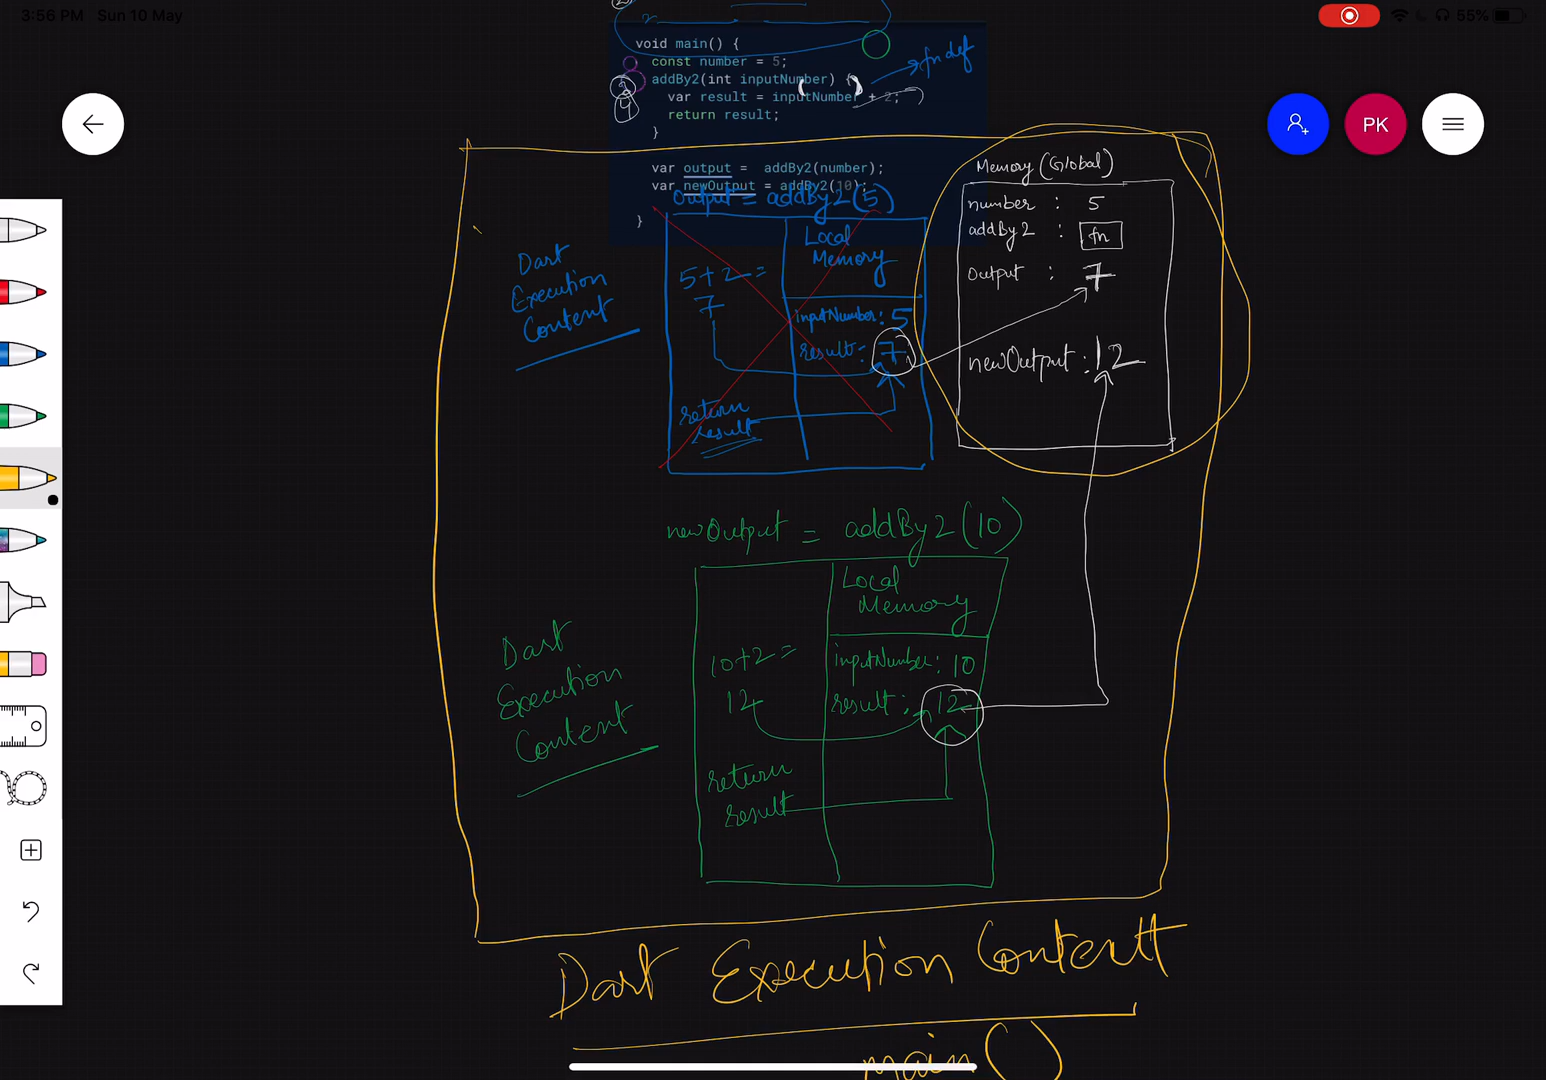 3:56 PM Sun 10 May
55%
void main() {
const number = 5;
addBy2(int inputNumber) {
fn def
var result = inputNumber + 2;
return result;
}
var output = addBy2(number);
var newOutput = addBy2(10);
}
PK
Output = addBy2(5)
Dart
Execution
Content
Local
Memory
5+2=
7
inputNumber: 5
result: 7
return
result
Memory (Global)
number : 5
addBy2 : fn
Output : 7
newOutput : 12
newOutput = addBy2(10)
Dart
Execution
Content
Local
Memory
10+2=
12
inputNumber: 10
result: 12
return
result
Dart Execution Contentt
main()